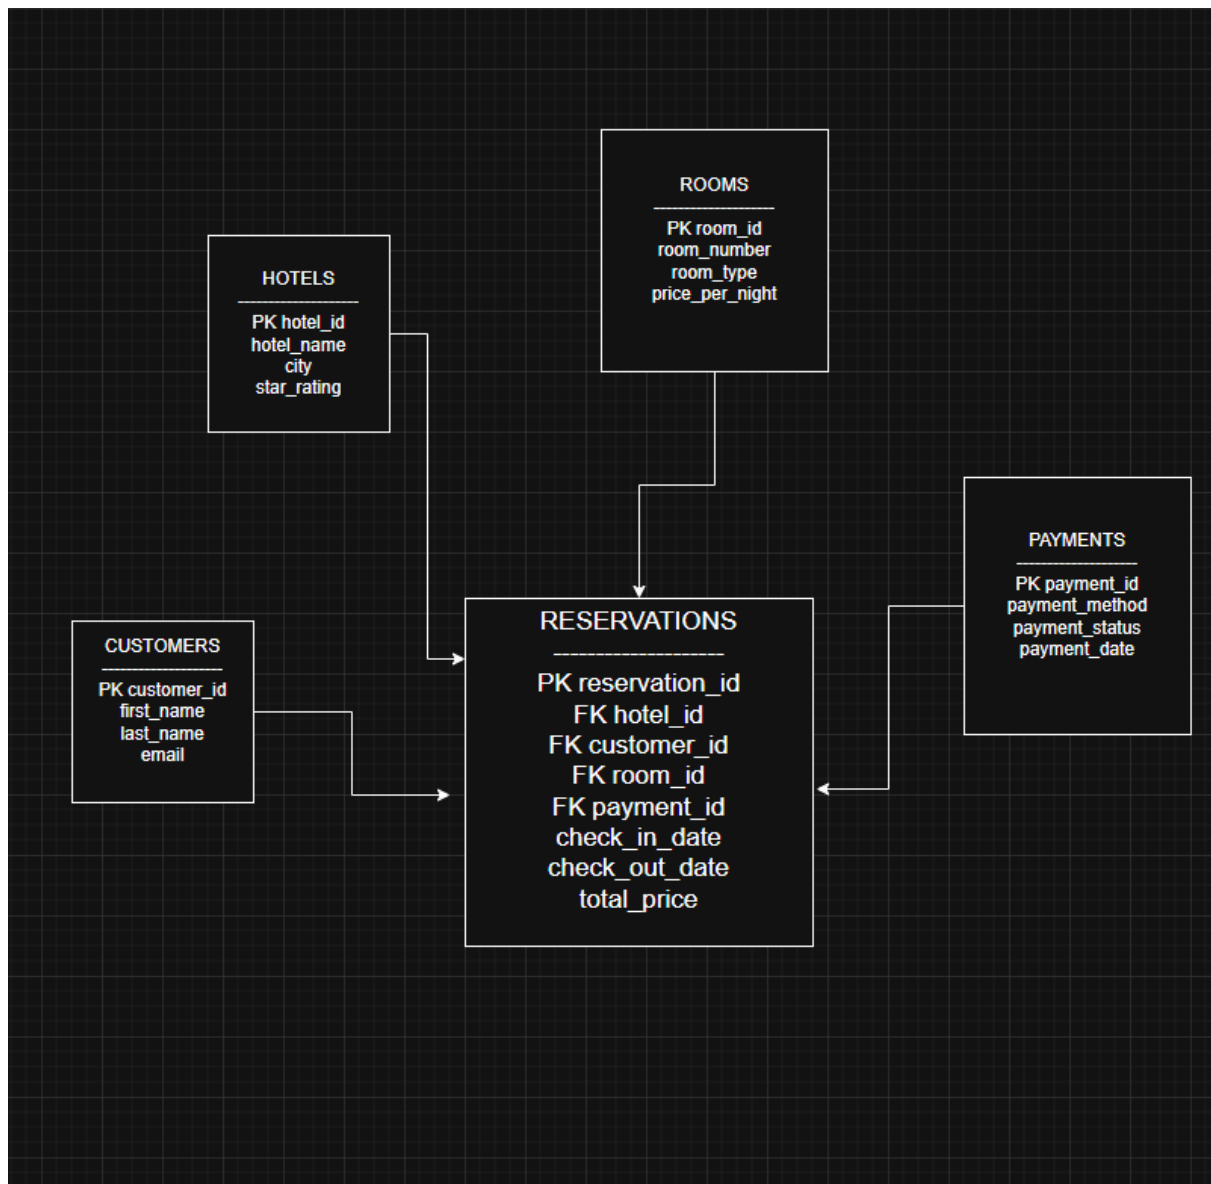 ROOMS
--------------------
PK room_id
room_number
room_type
price_per_night
HOTELS
--------------------
PK hotel_id
hotel_name
city
star_rating
PAYMENTS
--------------------
PK payment_id
payment_method
payment_status
payment_date
CUSTOMERS
--------------------
PK customer_id
first_name
last_name
email
RESERVATIONS
--------------------
PK reservation_id
FK hotel_id
FK customer_id
FK room_id
FK payment_id
check_in_date
check_out_date
total_price